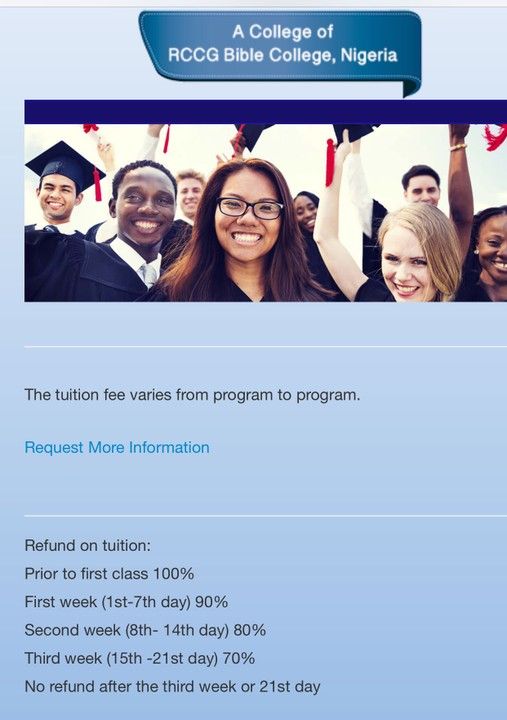 A College of
RCCG Bible College, Nigeria
The tuition fee varies from program to program.
Request More Information
Refund on tuition:
Prior to first class 100%
First week (1st-7th day) 90%
Second week (8th- 14th day) 80%
Third week (15th -21st day) 70%
No refund after the third week or 21st day